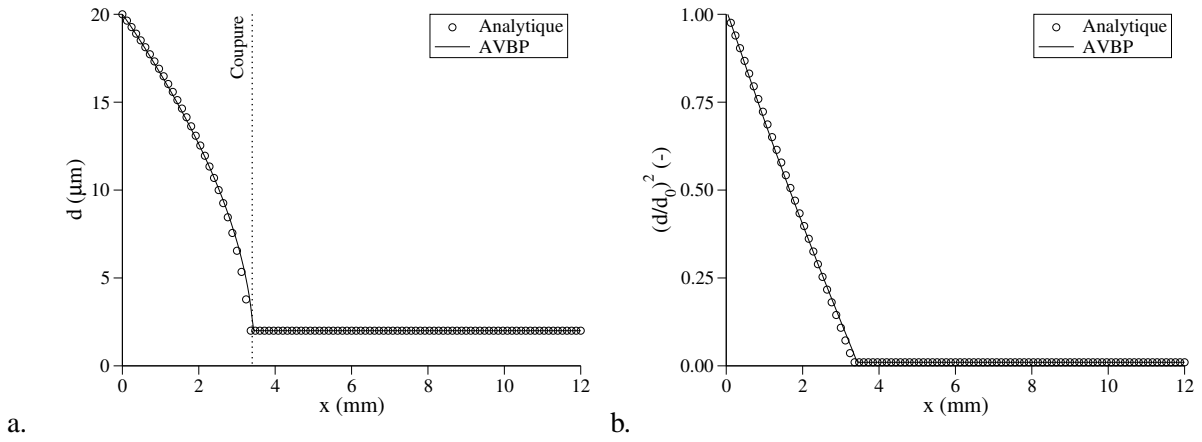 20
15
10
5
0
d (μm)
Coupure
Analytique
AVBP
0 2 4 6 8 10 12
x (mm)
a.
1.00
0.75
0.50
0.25
0.00
(d/d0)2 (-)
Analytique
AVBP
0 2 4 6 8 10 12
x (mm)
b.